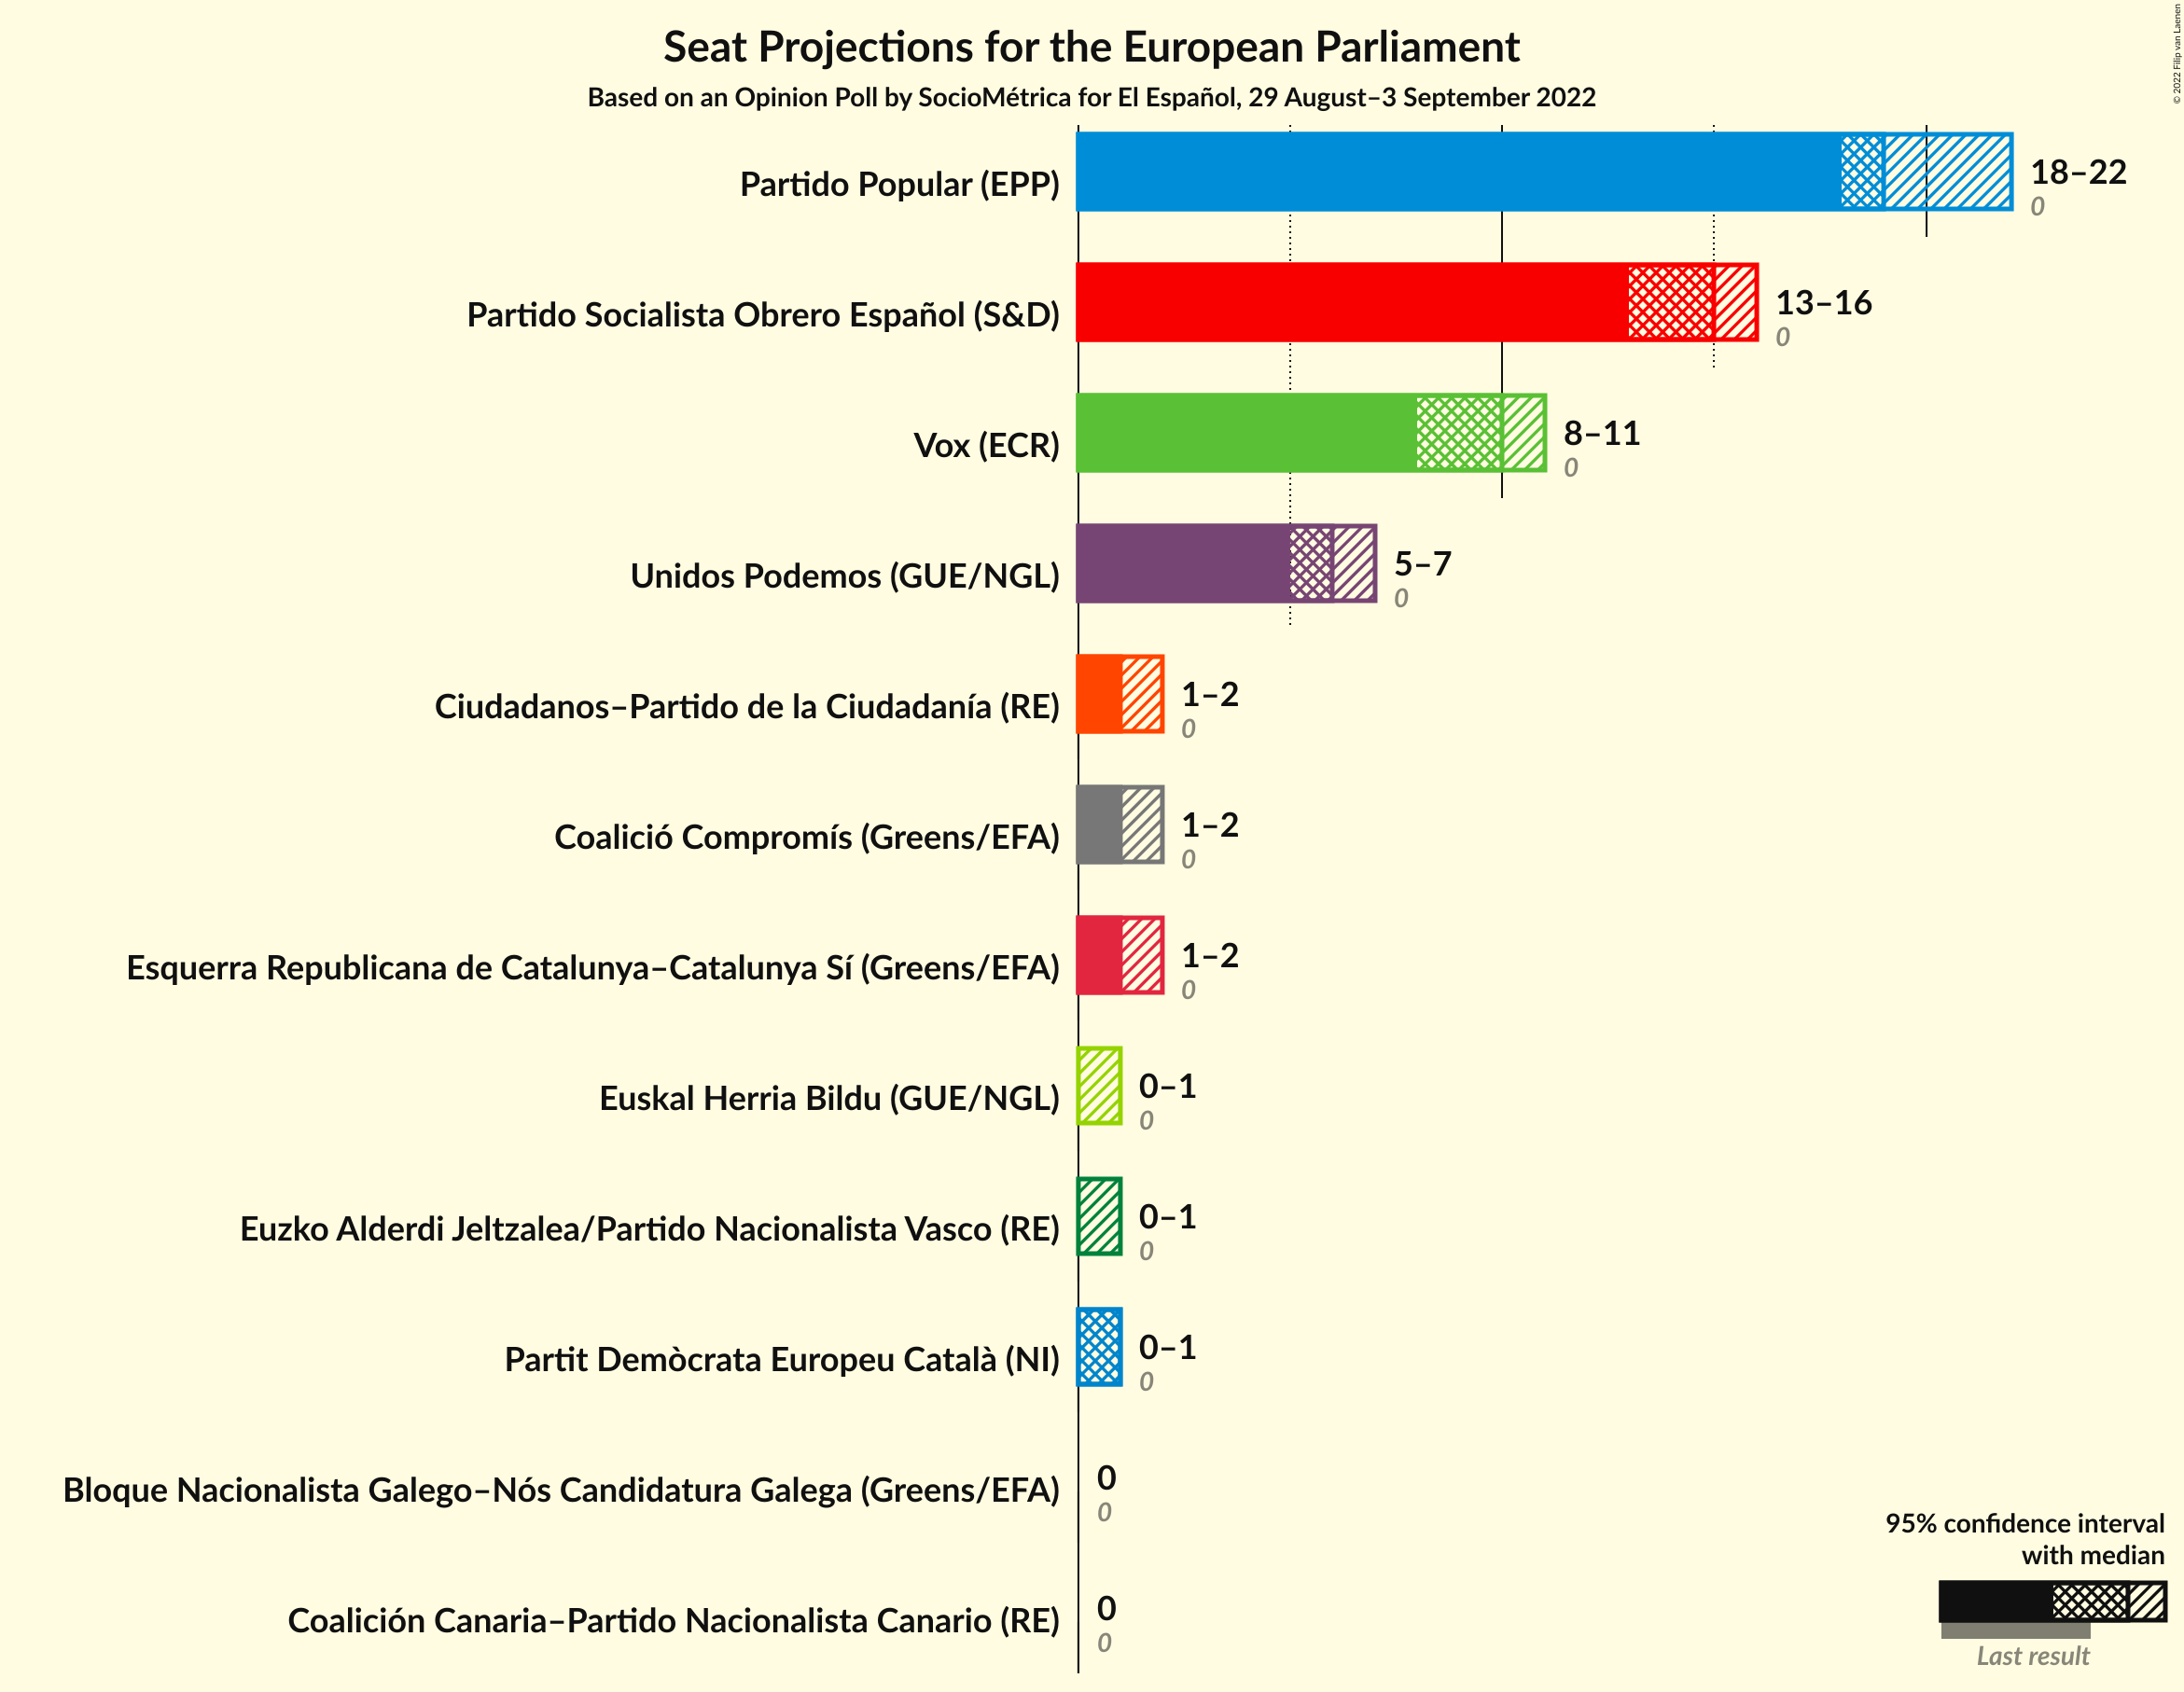 Seat Projections for the European Parliament
Based on an Opinion Poll by SocioMétrica for El Español, 29 August–3 September 2022
© 2022 Filip van Laenen
Partido Popular (EPP)
18–22
0
Partido Socialista Obrero Español (S&D)
13–16
0
Vox (ECR)
8–11
0
Unidos Podemos (GUE/NGL)
5–7
0
Ciudadanos–Partido de la Ciudadanía (RE)
1–2
0
Coalició Compromís (Greens/EFA)
1–2
0
Esquerra Republicana de Catalunya–Catalunya Sí (Greens/EFA)
1–2
0
Euskal Herria Bildu (GUE/NGL)
0–1
0
Euzko Alderdi Jeltzalea/Partido Nacionalista Vasco (RE)
0–1
0
Partit Demòcrata Europeu Català (NI)
0–1
0
Bloque Nacionalista Galego–Nós Candidatura Galega (Greens/EFA)
0
0
Coalición Canaria–Partido Nacionalista Canario (RE)
0
0
95% confidence interval
with median
Last result